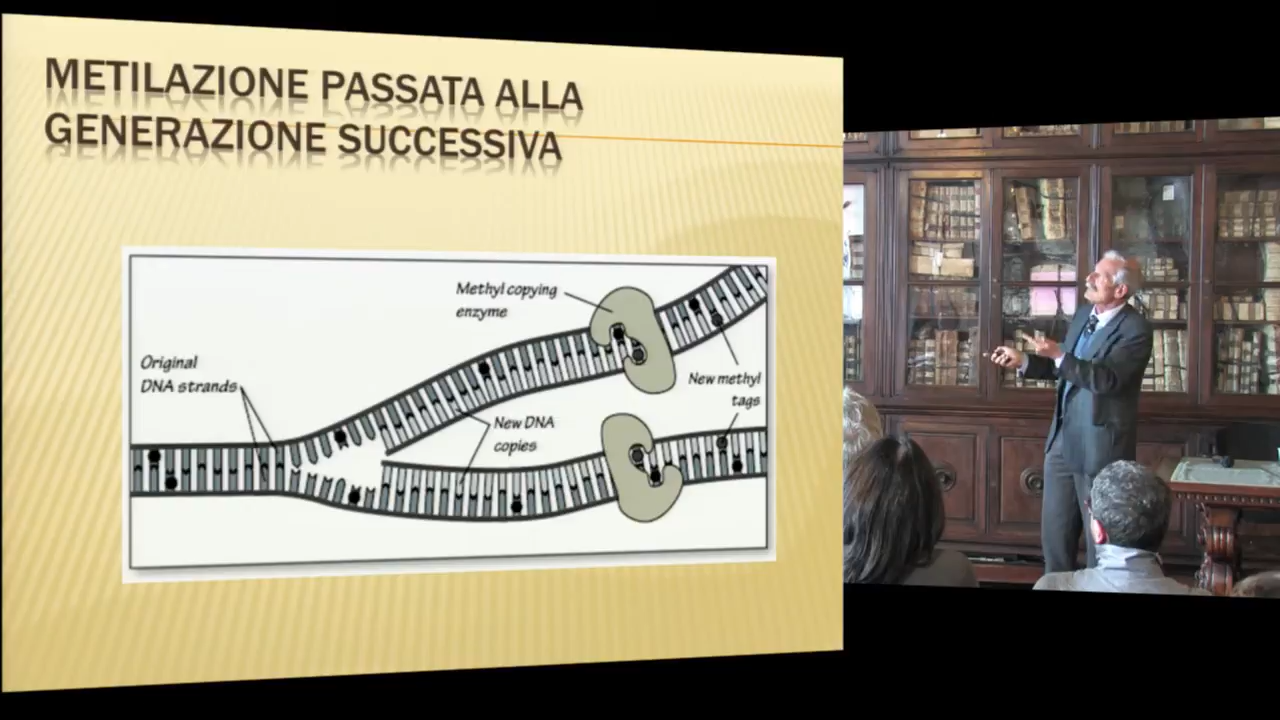 METILAZIONE PASSATA ALLA
GENERAZIONE SUCCESSIVA
Methyl copying
enzyme
Original
DNA strands
New methyl
tags
New DNA
copies